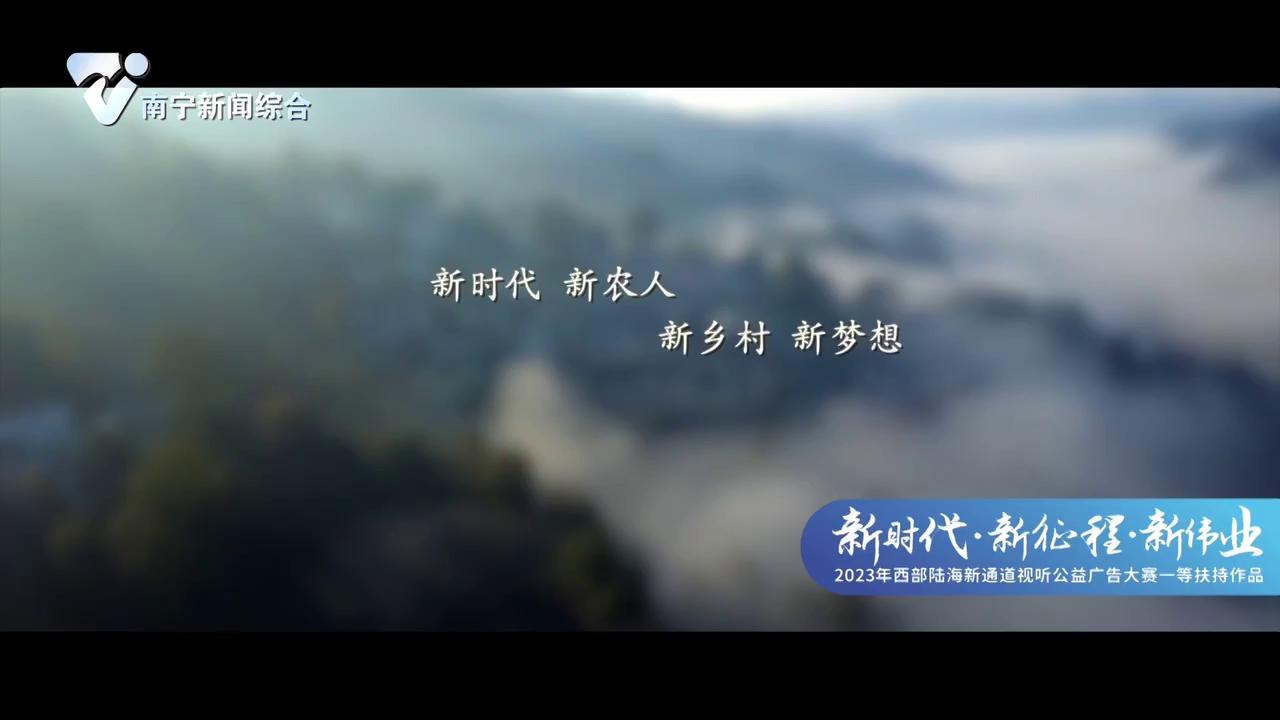 南宁新闻综合
新时代 新农人
新乡村 新梦想
新时代·新征程·新伟业
2023年西部陆海新通道视听公益广告大赛一等扶持作品